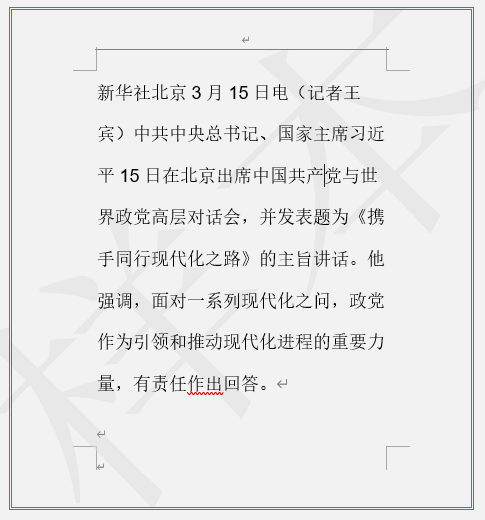 新华社北京 3 月 15 日电（记者王
宾）中共中央总书记、国家主席习近
平 15 日在北京出席中国共产党与世
界政党高层对话会，并发表题为《携
手同行现代化之路》的主旨讲话。他
强调，面对一系列现代化之问，政党
作为引领和推动现代化进程的重要力
量，有责任作出回答。
样本